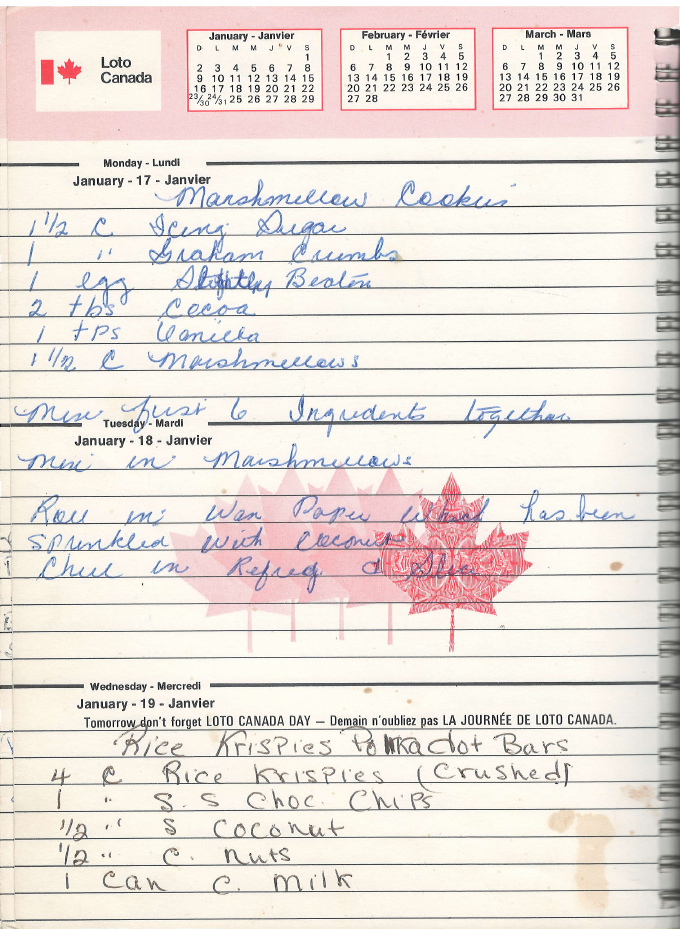 Loto
Canada
January - Janvier
D L M M J V S
1
2 3 4 5 6 7 8
9 10 11 12 13 14 15
16 17 18 19 20 21 22
23/30 24/31 25 26 27 28 29
February - Février
D L M M J V S
1 2 3 4 5
6 7 8 9 10 11 12
13 14 15 16 17 18 19
20 21 22 23 24 25 26
27 28
March - Mars
D L M M J V S
1 2 3 4 5
6 7 8 9 10 11 12
13 14 15 16 17 18 19
20 21 22 23 24 25 26
27 28 29 30 31
Monday - Lundi
January - 17 - Janvier
Marshmellow Cookies
1 1/2 C Icing Sugar
1 " Graham Crumbs
1 egg Slightly Beaten
2 tbs Cocoa
1 tps Vanilla
1 1/2 C Marshmellows
Mix first 6 Ingredents together
Tuesday - Mardi
January - 18 - Janvier
Mix in Marshmellows
Roll in Wax Paper which has been
Sprinkled with Coconut
Chill in Refreg &
Wednesday - Mercredi
January - 19 - Janvier
Tomorrow don't forget LOTO CANADA DAY — Demain n'oubliez pas LA JOURNÉE DE LOTO CANADA.
Rice Krispies Polkadot Bars
4 C Rice Krispies (Crushed)
1 " S.S Choc. Chips
1/2 " S Coconut
1/2 " C. nuts
1 Can C. milk